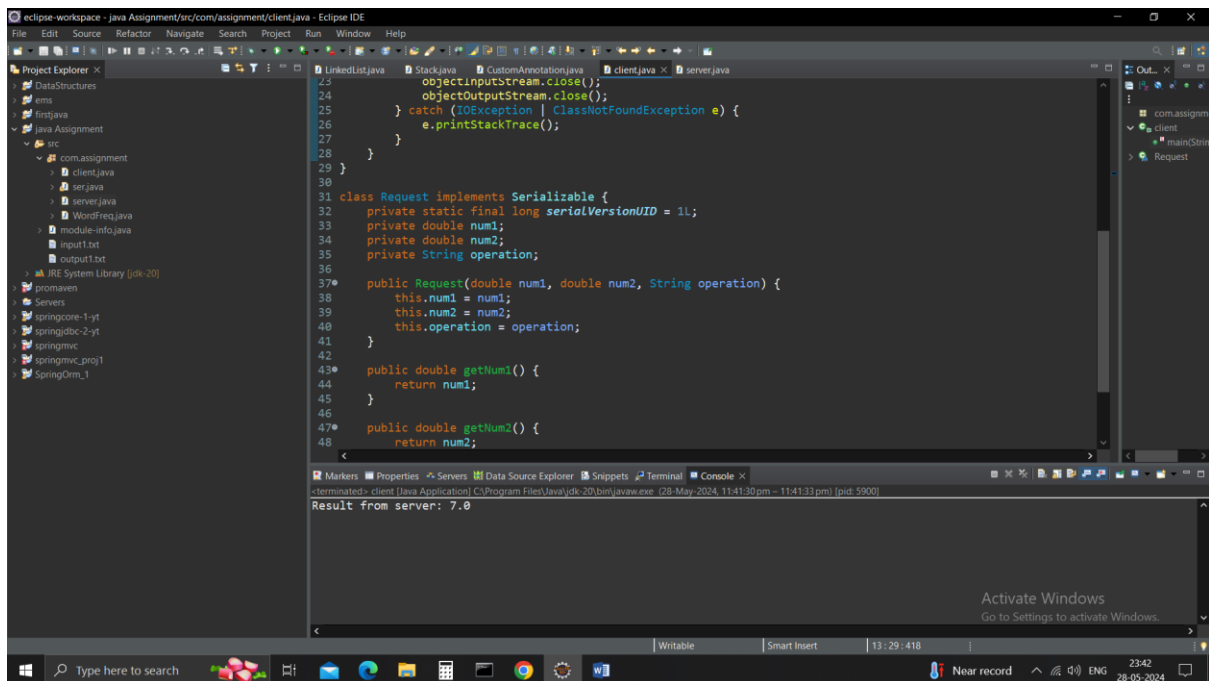 eclipse-workspace - java Assignment/src/com/assignment/client.java - Eclipse IDE
File Edit Source Refactor Navigate Search Project Run Window Help
Project Explorer
DataStructures
ems
firstjava
java Assignment
src
com.assignment
client.java
ser.java
server.java
WordFreq.java
module-info.java
input1.txt
output1.txt
JRE System Library [jdk-20]
promaven
Servers
springcore-1-yt
springjdbc-2-yt
springmvc
springmvc_proj1
SpringOrm_1
LinkedList.java Stack.java CustomAnnotation.java client.java server.java
23 objectInputStream.close();
24 objectOutputStream.close();
25 } catch (IOException | ClassNotFoundException e) {
26 e.printStackTrace();
27 }
28 }
29 }
30
31 class Request implements Serializable {
32 private static final long serialVersionUID = 1L;
33 private double num1;
34 private double num2;
35 private String operation;
36
37 public Request(double num1, double num2, String operation) {
38 this.num1 = num1;
39 this.num2 = num2;
40 this.operation = operation;
41 }
42
43 public double getNum1() {
44 return num1;
45 }
46
47 public double getNum2() {
48 return num2;
Out...
com.assignm
client
main(Strin
Request
Markers Properties Servers Data Source Explorer Snippets Terminal Console
<terminated> client [Java Application] C:\Program Files\Java\jdk-20\bin\javaw.exe (28-May-2024, 11:41:30 pm – 11:41:33 pm) [pid: 5900]
Result from server: 7.0
Activate Windows
Go to Settings to activate Windows.
Writable Smart Insert 13 : 29 : 418
Type here to search
Near record ENG 23:42
28-05-2024